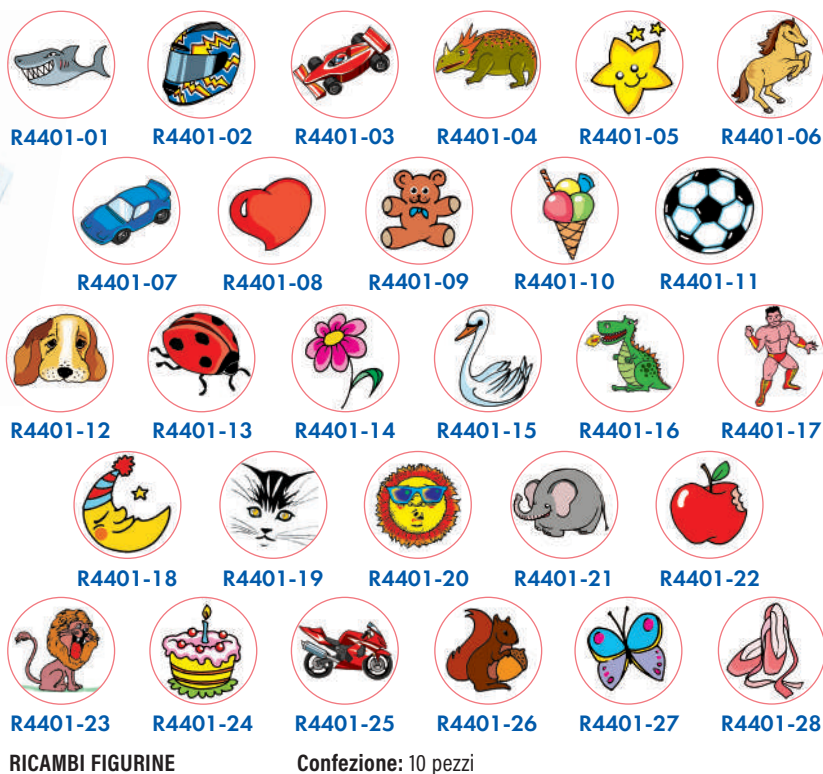 R4401-01 R4401-02 R4401-03 R4401-04 R4401-05 R4401-06
R4401-07 R4401-08 R4401-09 R4401-10 R4401-11
R4401-12 R4401-13 R4401-14 R4401-15 R4401-16 R4401-17
R4401-18 R4401-19 R4401-20 R4401-21 R4401-22
R4401-23 R4401-24 R4401-25 R4401-26 R4401-27 R4401-28
RICAMBI FIGURINE Confezione: 10 pezzi